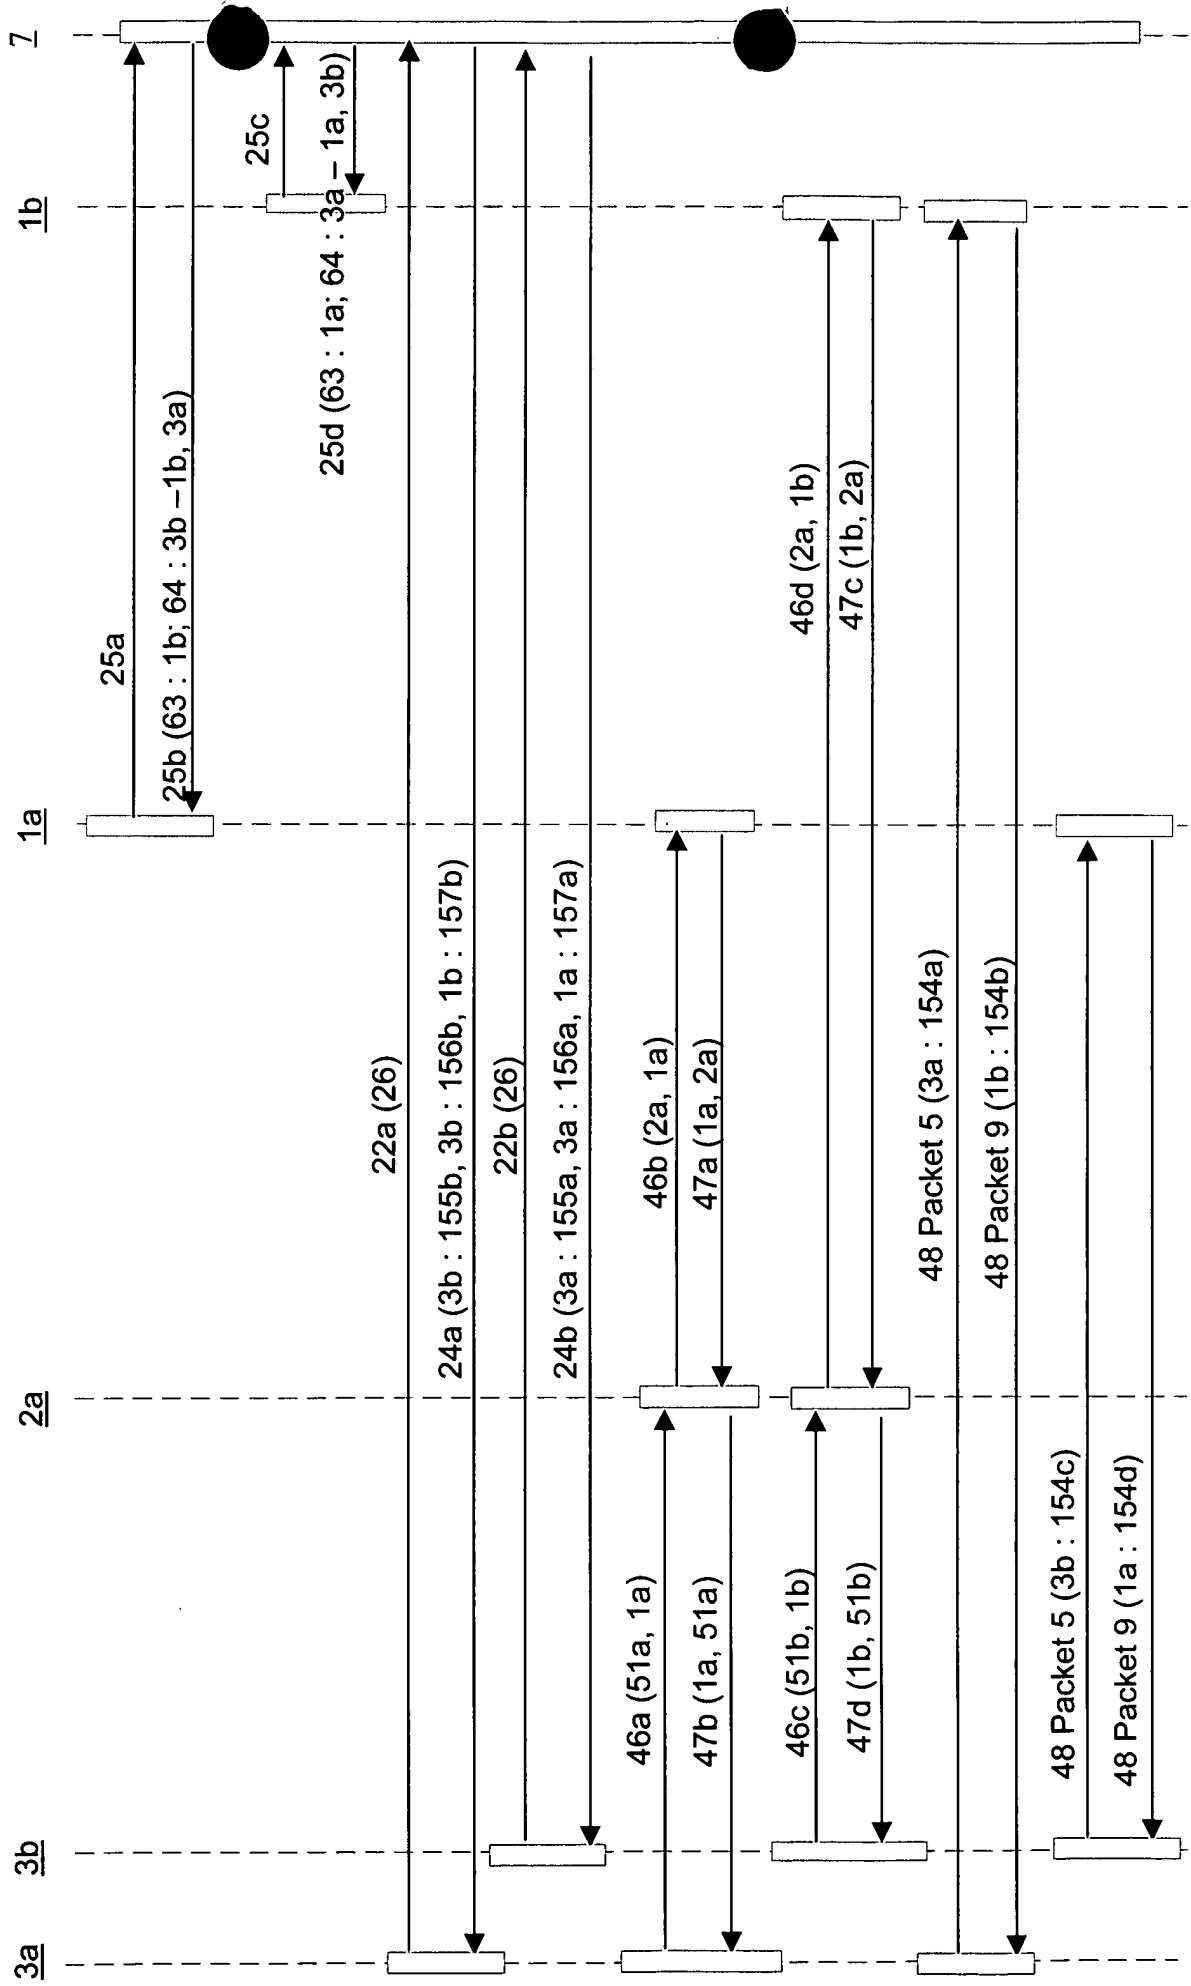 3a
3b
2a
1a
1b
7
25a
25b (63 : 1b; 64 : 3b –1b, 3a)
25c
25d (63 : 1a; 64 : 3a – 1a, 3b)
22a (26)
24a (3b : 155b, 3b : 156b, 1b : 157b)
22b (26)
24b (3a : 155a, 3a : 156a, 1a : 157a)
46a (51a, 1a)
46b (2a, 1a)
47a (1a, 2a)
47b (1a, 51a)
46c (51b, 1b)
46d (2a, 1b)
47c (1b, 2a)
47d (1b, 51b)
48 Packet 5 (3a : 154a)
48 Packet 9 (1b : 154b)
48 Packet 5 (3b : 154c)
48 Packet 9 (1a : 154d)